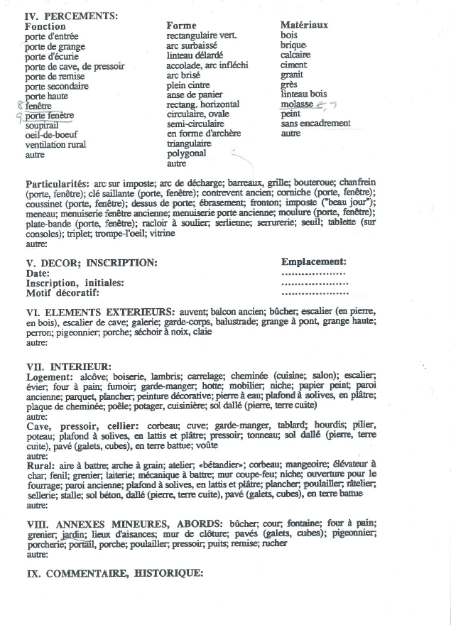 IV. PERCEMENTS:
Fonction Forme Matériaux
porte d'entrée rectangulaire vert. bois
porte de grange arc surbaissé brique
porte d'écurie linteau délardé calcaire
porte de cave, de pressoir accolade, arc infléchi ciment
porte de remise arc brisé granit
porte secondaire plein cintre grès
porte haute anse de panier linteau bois
8 fenêtre rectang. horizontal molasse
9 porte fenêtre circulaire, ovale peint
soupirail semi-circulaire sans encadrement
oeil-de-boeuf en forme d'archère autre
ventilation rural triangulaire
autre polygonal
autre
Particularités: arc sur imposte; arc de décharge; barreaux, grille; bouteroue; chanfrein
(porte, fenêtre); clé saillante (porte, fenêtre); contrevent ancien; corniche (porte, fenêtre);
coussinet (porte, fenêtre); dessus de porte; ébrasement; fronton; imposte ("beau jour");
meneau; menuiserie fenêtre ancienne; menuiserie porte ancienne; moulure (porte, fenêtre);
plate-bande (porte, fenêtre); racloir à soulier; serlienne; serrurerie; seuil; tablette (sur
consoles); triplet; trompe-l'oeil; vitrine
autre:
V. DECOR; INSCRIPTION: Emplacement:
Date: ...................
Inscription, initiales: ...................
Motif décoratif: ...................
VI. ELEMENTS EXTERIEURS: auvent; balcon ancien; bûcher; escalier (en pierre,
en bois), escalier de cave; galerie; garde-corps, balustrade; grange à pont, grange haute;
perron; pigeonnier; porche; séchoir à noix, claie
autre:
VII. INTERIEUR:
Logement: alcôve; boiserie, lambris; carrelage; cheminée (cuisine; salon); escalier;
évier; four à pain; fumoir; garde-manger; hotte; mobilier; niche; papier peint; paroi
ancienne; parquet, plancher; peinture décorative; pierre à eau; plafond à solives, en plâtre;
plaque de cheminée; poêle; potager, cuisinière; sol dallé (pierre, terre cuite)
autre:
Cave, pressoir, cellier: corbeau; cuve; garde-manger, tablard; hourdis; pilier,
poteau; plafond à solives, en lattis et plâtre; pressoir; tonneau; sol dallé (pierre, terre
cuite), pavé (galets, cubes), en terre battue; voûte
autre:
Rural: aire à battre; arche à grain; atelier; «bétandier»; corbeau; mangeoire; élévateur à
char; fenil; grenier; laiterie; mécanique à battre; mur coupe-feu; niche; ouverture pour le
fourrage; paroi ancienne; plafond à solives, en lattis et plâtre; plancher; poulailler; râtelier;
sellerie; stalle; sol béton, dallé (pierre, terre cuite), pavé (galets, cubes), en terre battue
autre:
VIII. ANNEXES MINEURES, ABORDS: bûcher; cour; fontaine; four à pain;
grenier; jardin; lieux d'aisances; mur de clôture; pavés (galets, cubes); pigeonnier;
porcherie; portail, porche; poulailler; pressoir; puits; remise; rucher
autre:
IX. COMMENTAIRE, HISTORIQUE: